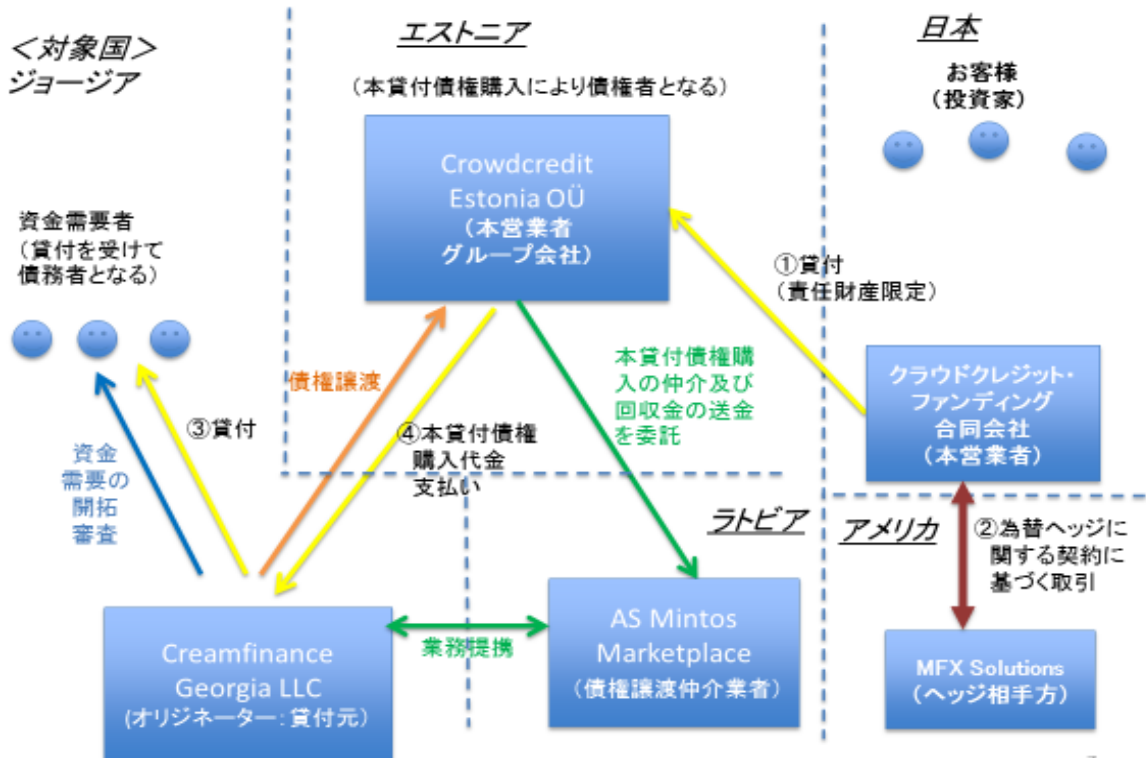 ＜対象国＞
ジョージア
エストニア
（本貸付債権購入により債権者となる）
日本
お客様
（投資家）
Crowdcredit
Estonia OÜ
（本営業者
グループ会社）
資金需要者
（貸付を受けて
債務者となる）
①貸付
（責任財産限定）
債権譲渡
本貸付債権購
入の仲介及び
回収金の送金
を委託
クラウドクレジット・
ファンディング
合同会社
（本営業者）
③貸付
④本貸付債権
購入代金
支払い
資金
需要の
開拓
審査
ラトビア
アメリカ
②為替ヘッジに
関する契約に
基づく取引
Creamfinance
Georgia LLC
（オリジネーター：貸付元）
業務提携
AS Mintos
Marketplace
（債権譲渡仲介業者）
MFX Solutions
（ヘッジ相手方）